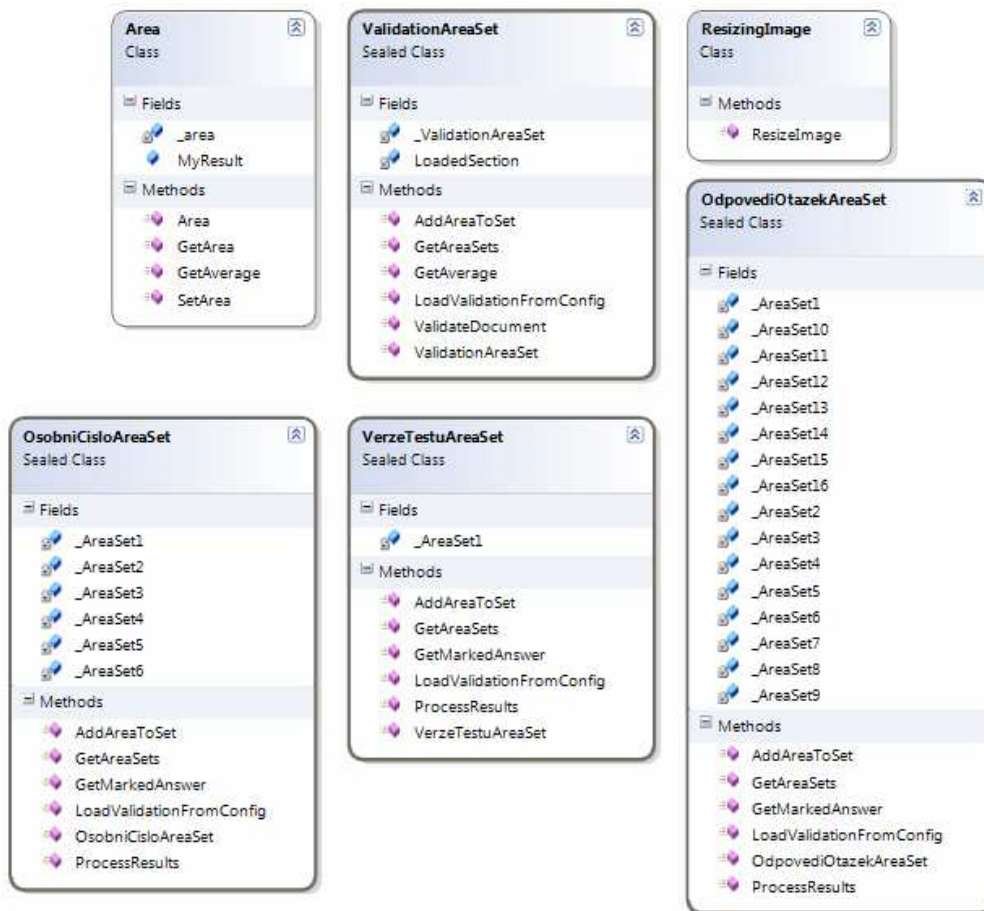 Area
Class
Fields
_area
MyResult
Methods
Area
GetArea
GetAverage
SetArea
ValidationAreaSet
Sealed Class
Fields
_ValidationAreaSet
LoadedSection
Methods
AddAreaToSet
GetAreaSets
GetAverage
LoadValidationFromConfig
ValidateDocument
ValidationAreaSet
ResizingImage
Class
Methods
ResizeImage
OdpovediOtazekAreaSet
Sealed Class
Fields
_AreaSet1
_AreaSet10
_AreaSet11
_AreaSet12
_AreaSet13
_AreaSet14
_AreaSet15
_AreaSet16
_AreaSet2
_AreaSet3
_AreaSet4
_AreaSet5
_AreaSet6
_AreaSet7
_AreaSet8
_AreaSet9
Methods
AddAreaToSet
GetAreaSets
GetMarkedAnswer
LoadValidationFromConfig
OdpovediOtazekAreaSet
ProcessResults
OsobniCisloAreaSet
Sealed Class
Fields
_AreaSet1
_AreaSet2
_AreaSet3
_AreaSet4
_AreaSet5
_AreaSet6
Methods
AddAreaToSet
GetAreaSets
GetMarkedAnswer
LoadValidationFromConfig
OsobniCisloAreaSet
ProcessResults
VerzeTestuAreaSet
Sealed Class
Fields
_AreaSet1
Methods
AddAreaToSet
GetAreaSets
GetMarkedAnswer
LoadValidationFromConfig
ProcessResults
VerzeTestuAreaSet